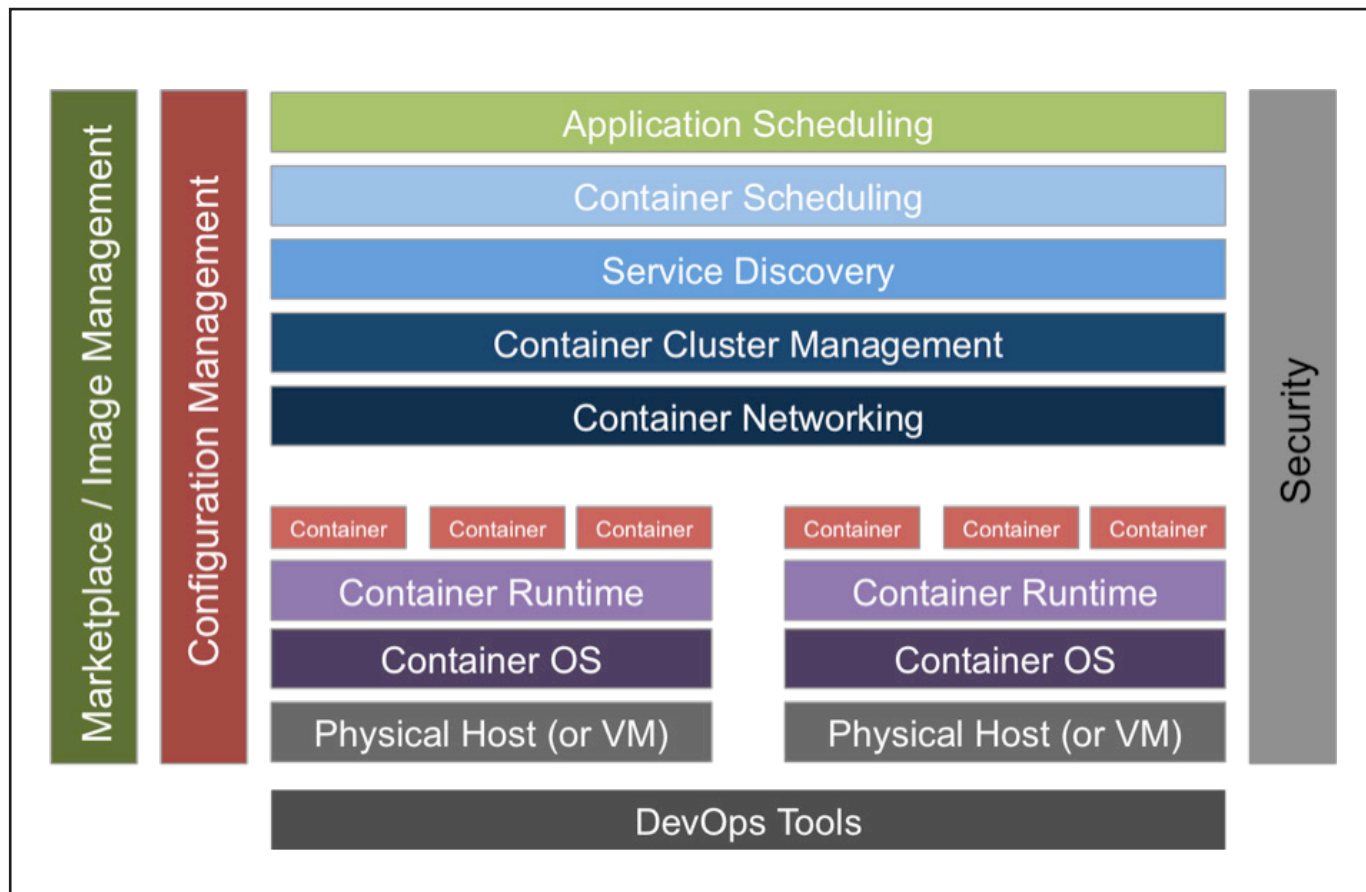 Marketplace / Image Management
Configuration Management
Application Scheduling
Container Scheduling
Service Discovery
Container Cluster Management
Container Networking
Container
Container
Container
Container
Container
Container
Container Runtime
Container Runtime
Container OS
Container OS
Physical Host (or VM)
Physical Host (or VM)
DevOps Tools
Security